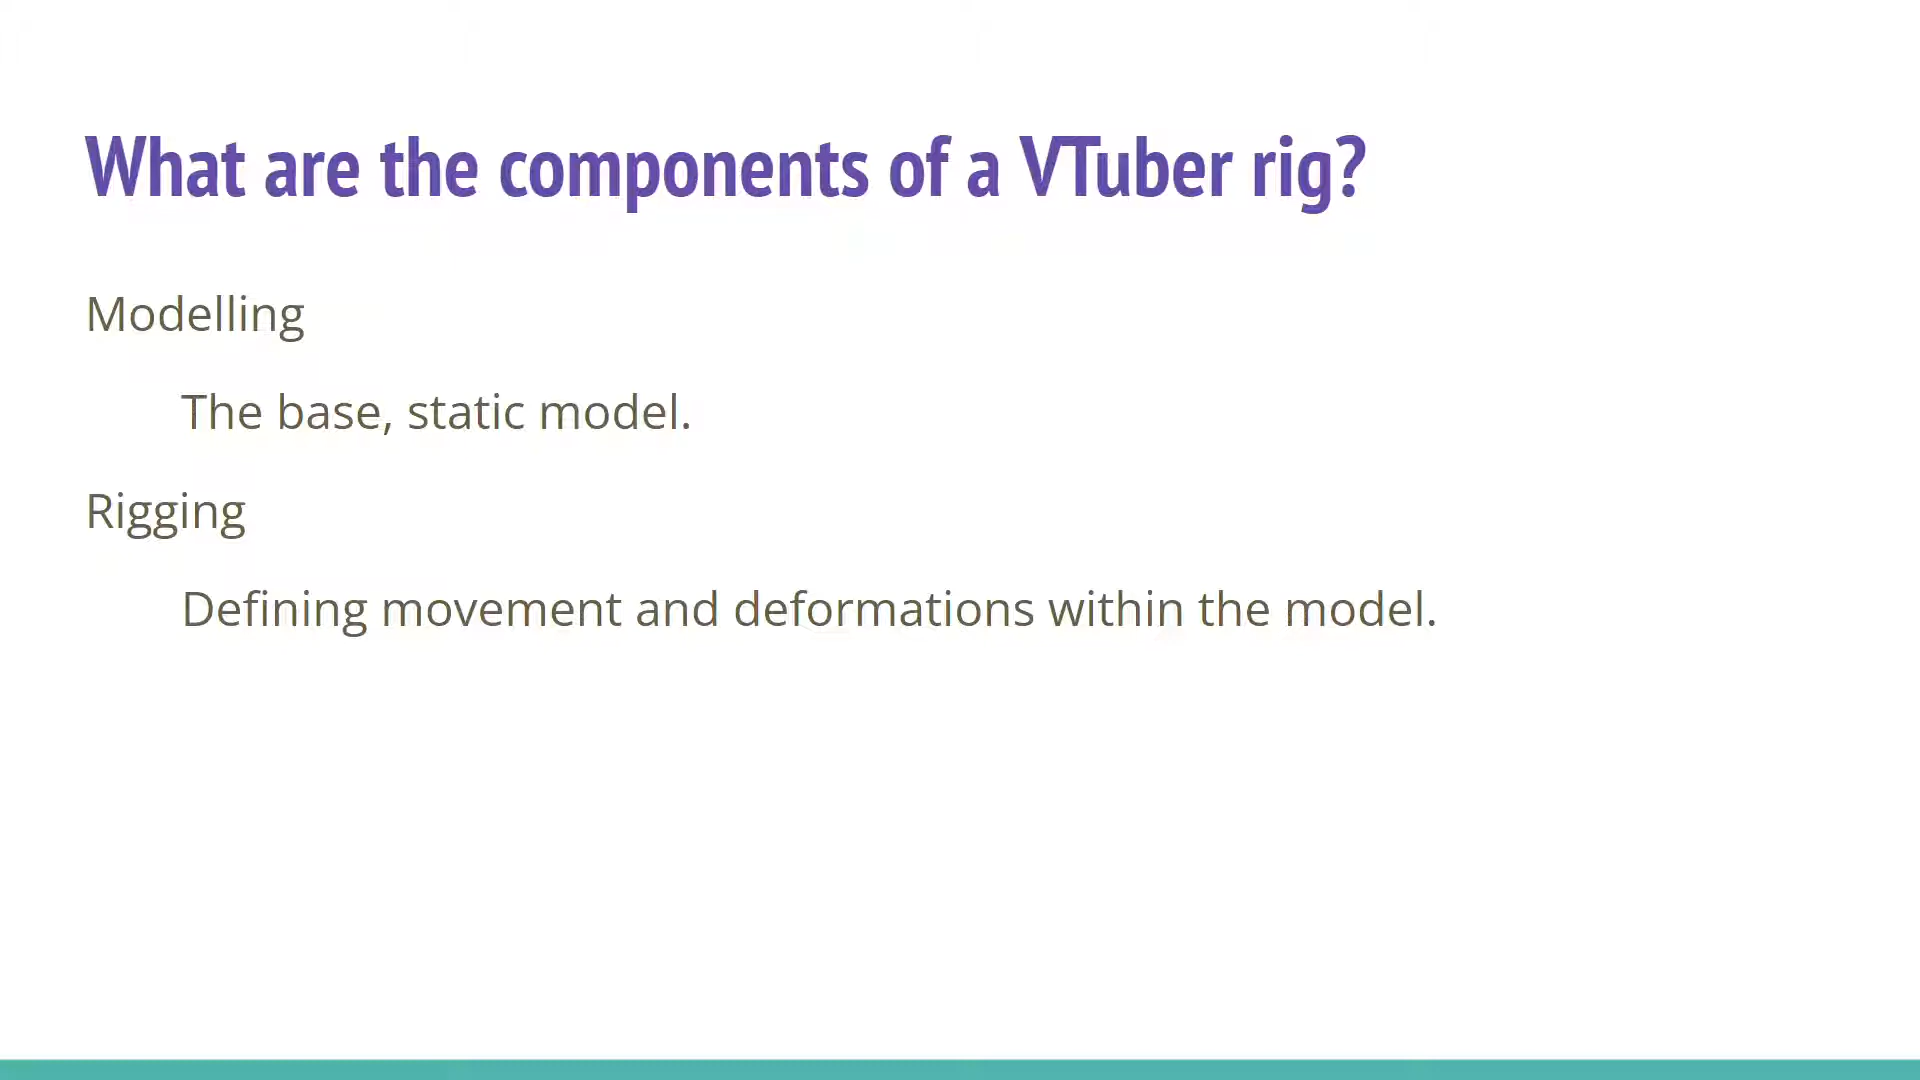 What are the components of a VTuber rig?
Modelling
The base, static model.
Rigging
Defining movement and deformations within the model.